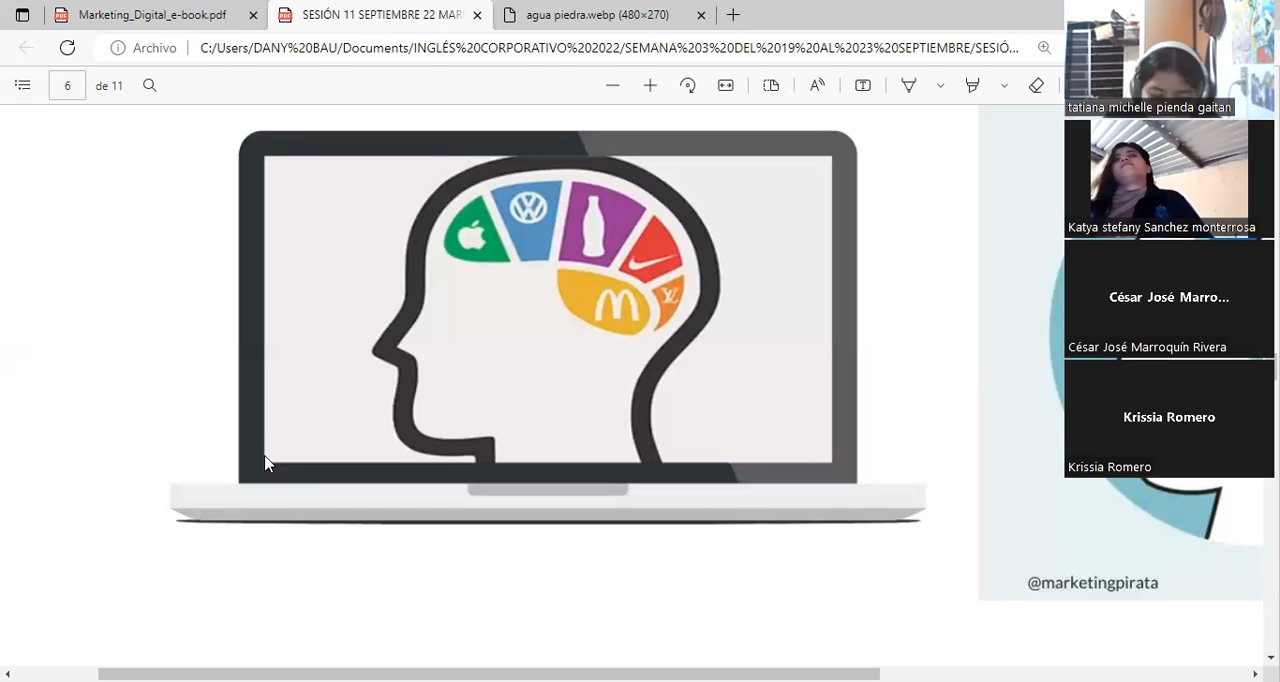 Marketing_Digital_e-book.pdf
SESIÓN 11 SEPTIEMBRE 22 MAR
agua piedra.webp (480×270)
Archivo
C:/Users/DANY%20BAU/Documents/INGLÉS%20CORPORATIVO%202022/SEMANA%203%20DEL%2019%20AL%2023%20SEPTIEMBRE/SESIÓ...
6
de 11
tatiana michelle pienda gaitan
Katya stefany Sanchez monterrosa
César José Marro...
César José Marroquín Rivera
Krissia Romero
Krissia Romero
@marketingpirata